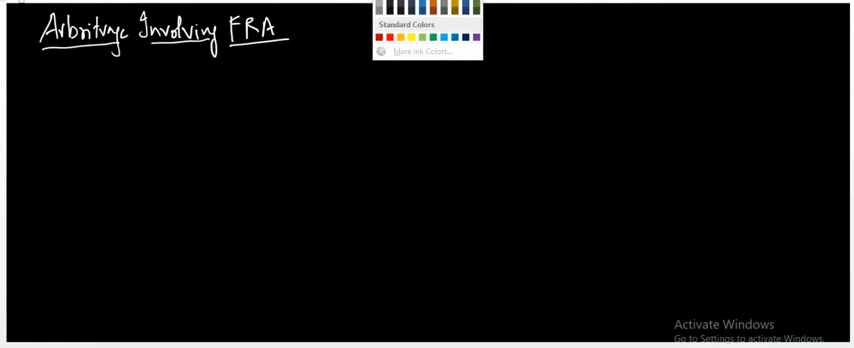 Arbitrage Involving FRA
Standard Colors
More Ink Colors...
Activate Windows
Go to Settings to activate Windows.